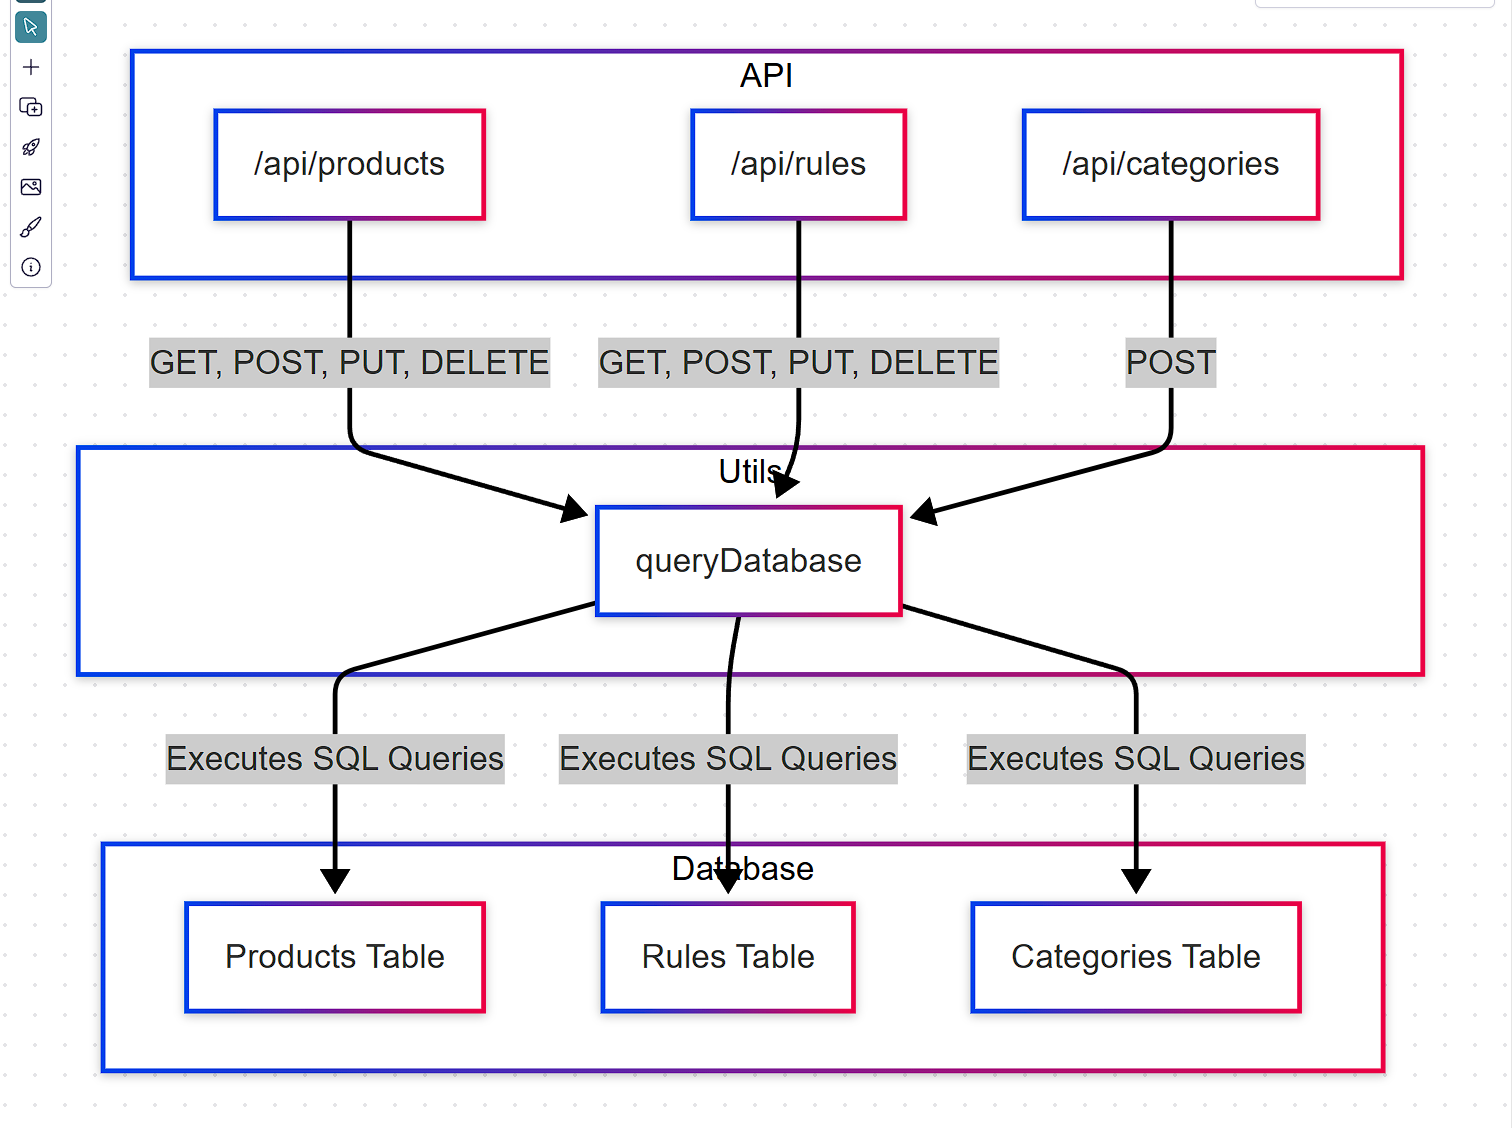 API
/api/products
/api/rules
/api/categories
GET, POST, PUT, DELETE
GET, POST, PUT, DELETE
POST
Utils
queryDatabase
Executes SQL Queries
Executes SQL Queries
Executes SQL Queries
Database
Products Table
Rules Table
Categories Table